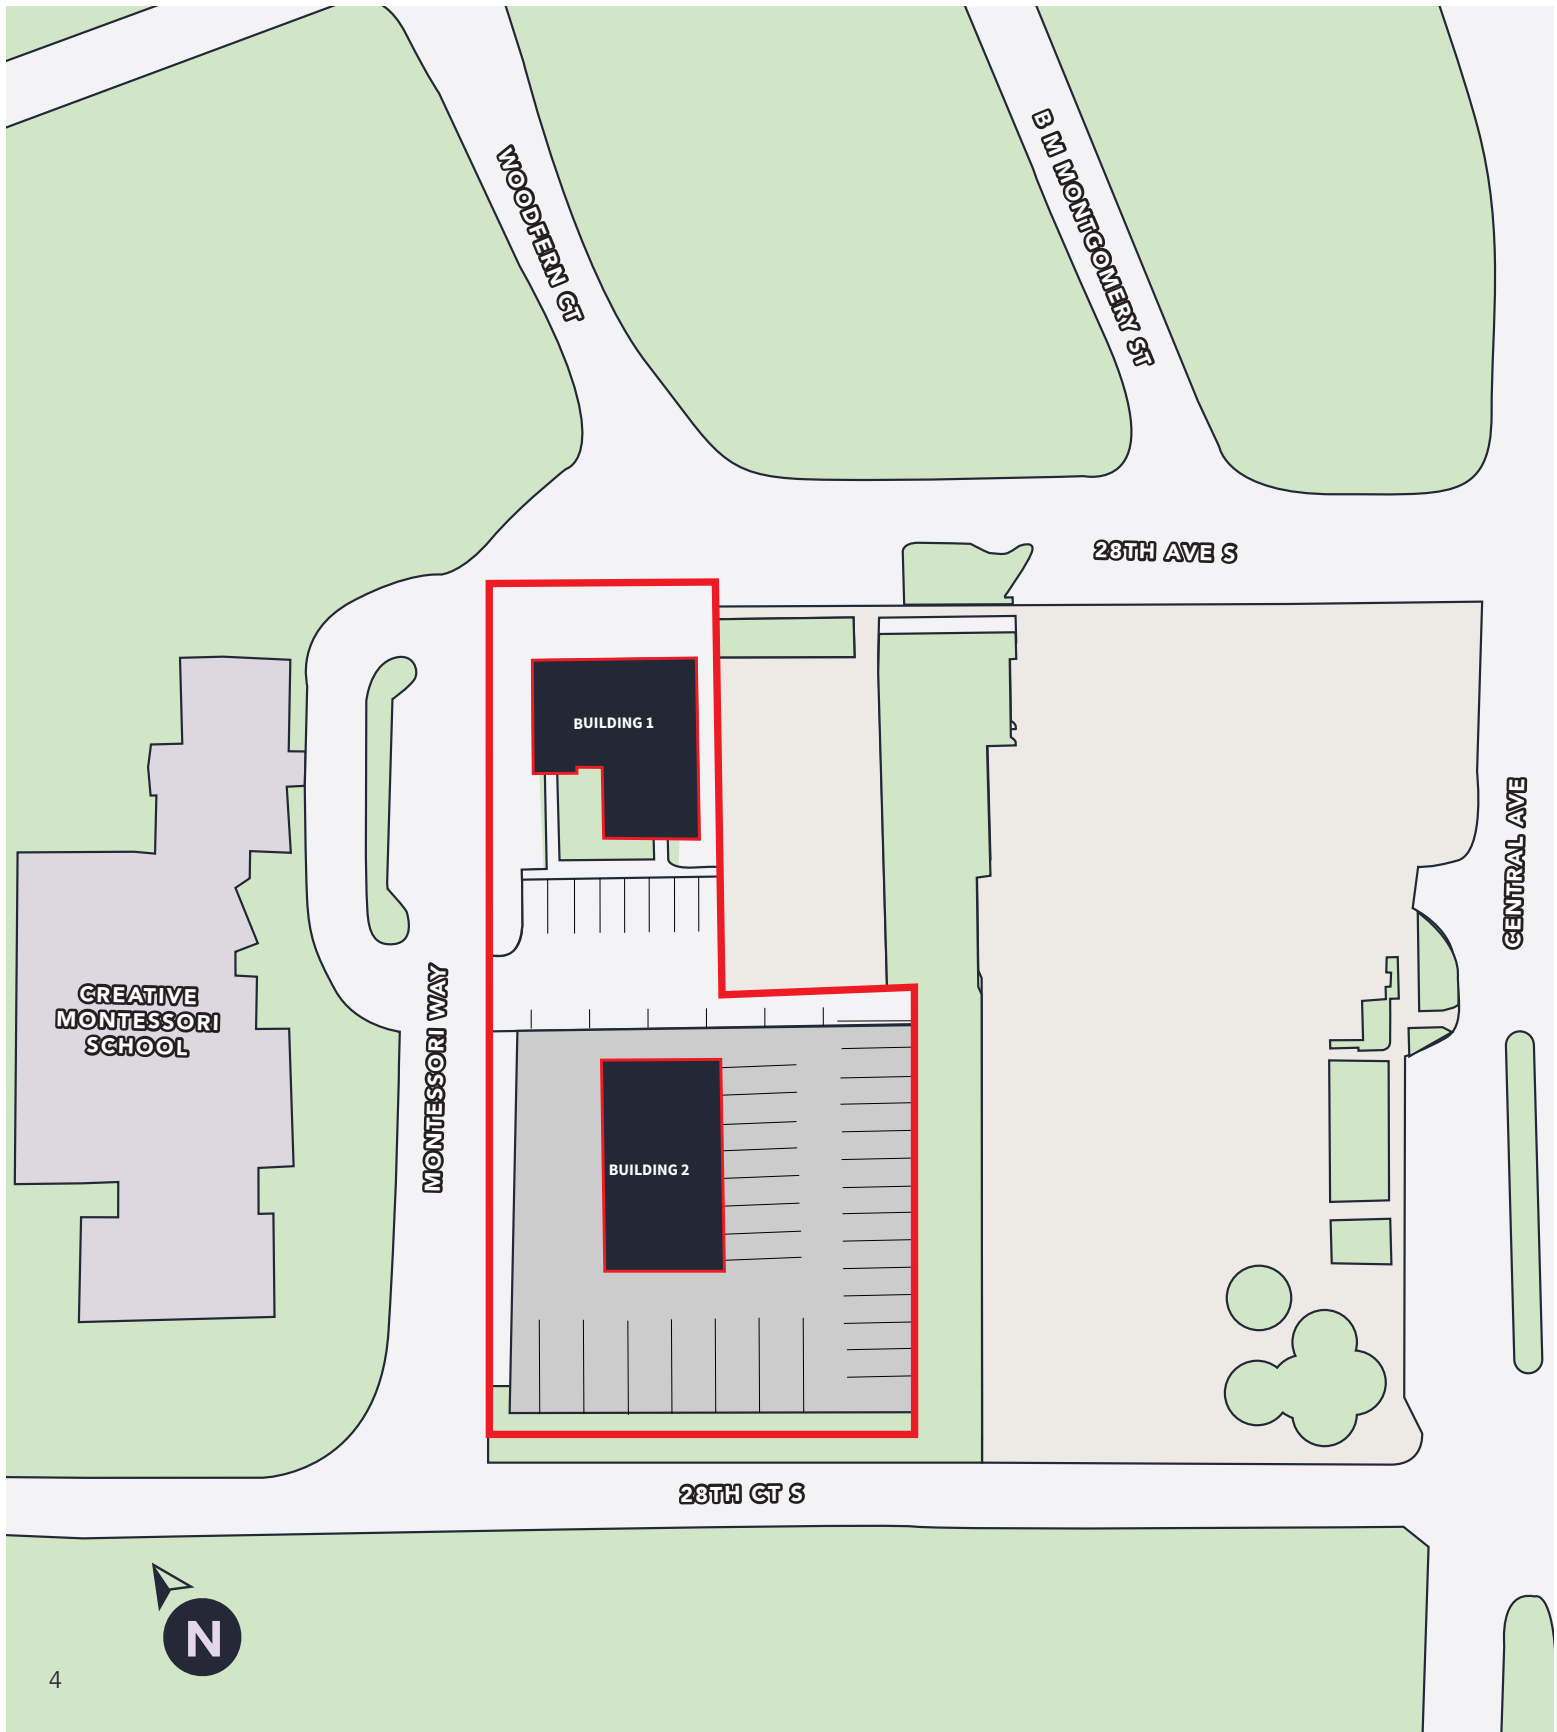 WOODFERN CT
B M MONTGOMERY ST
28TH AVE S
BUILDING 1
CENTRAL AVE
CREATIVE
MONTESSORI
SCHOOL
MONTESSORI WAY
BUILDING 2
28TH CT S
N
4